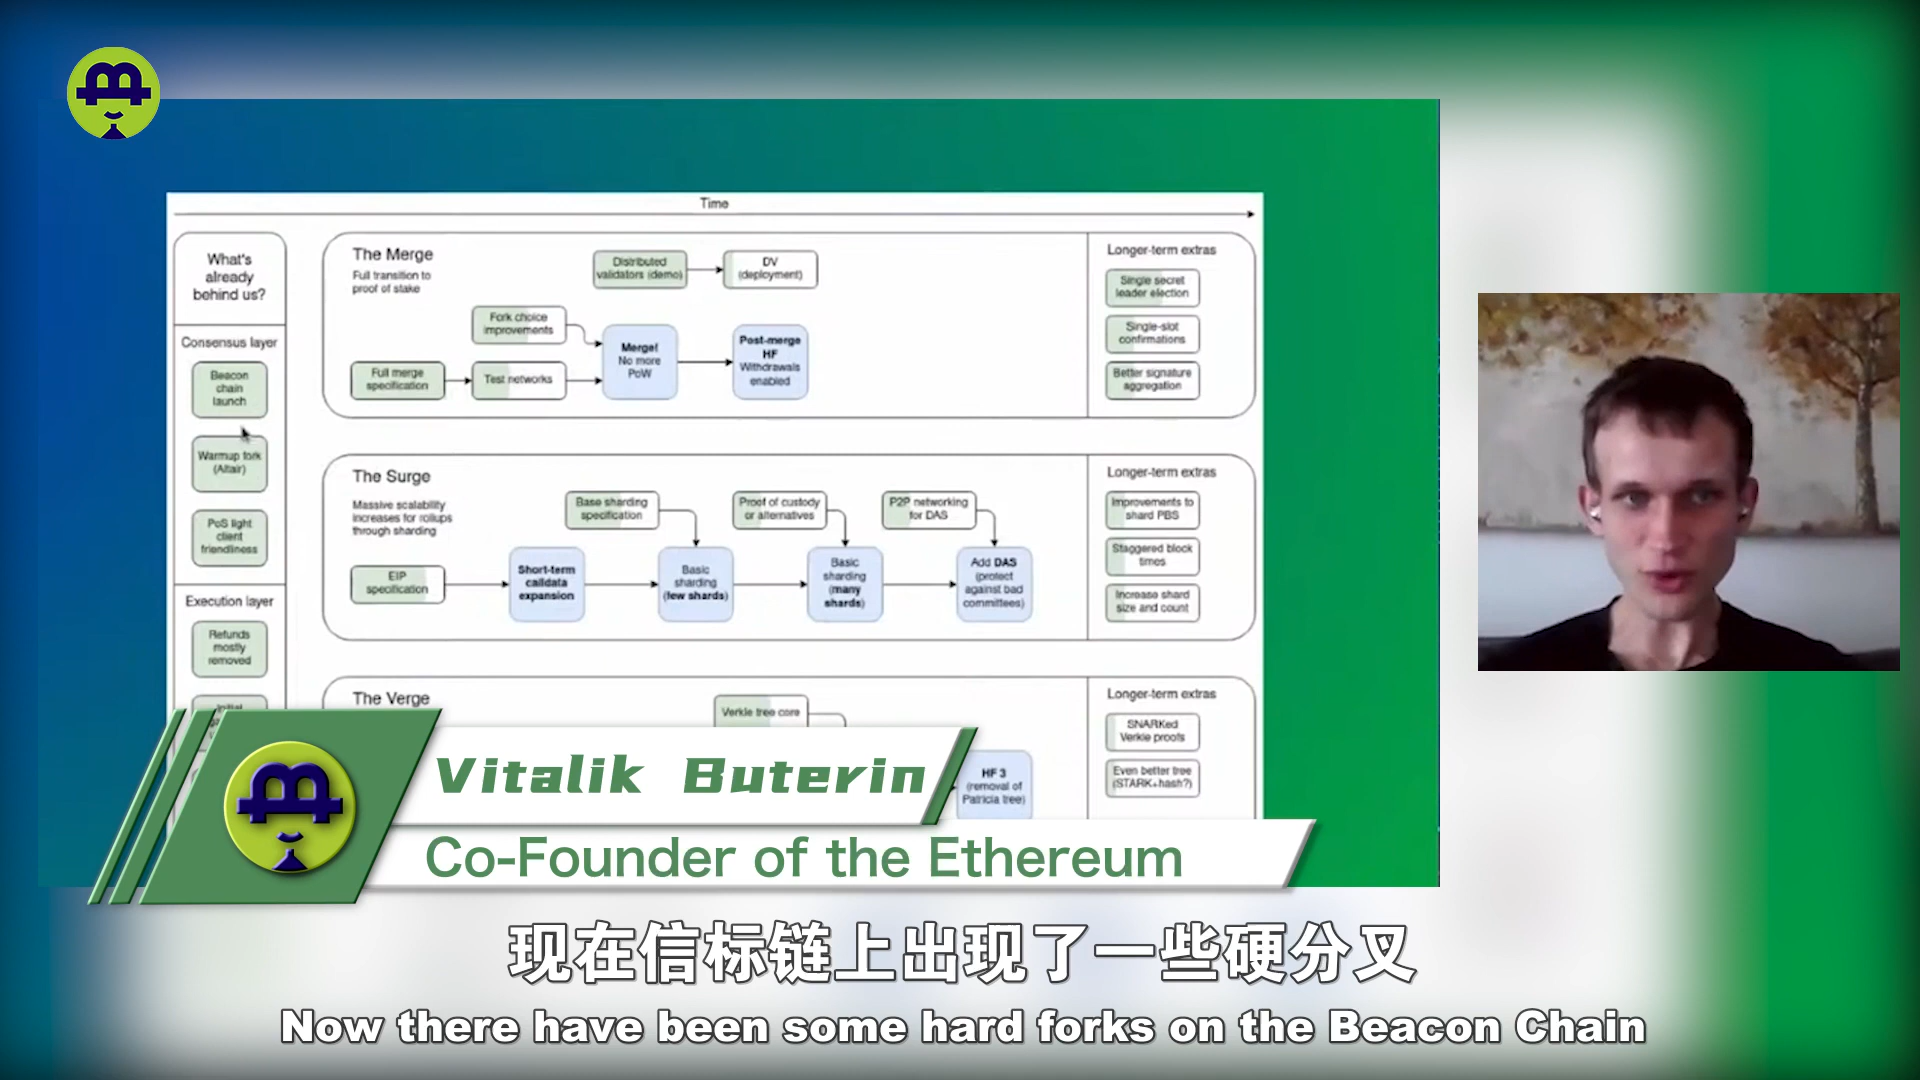 Time
What's
already
behind us?
Consensus layer
Beacon
chain
launch
Warmup fork
(Altair)
PoS light
client
friendliness
Execution layer
Refunds
mostly
removed
Initial
The Merge
Full transition to
proof of stake
Distributed
validators (demo)
DV
(deployment)
Fork choice
improvements
Full merge
specification
Test networks
Merge!
No more
PoW
Post-merge
HF
Withdrawals
enabled
Longer-term extras
Single secret
leader election
Single-slot
confirmations
Better signature
aggregation
The Surge
Massive scalability
increases for rollups
through sharding
Base sharding
specification
Proof of custody
or alternatives
P2P networking
for DAS
EIP
specification
Short-term
calldata
expansion
Basic
sharding
(few shards)
Basic
sharding
(many
shards)
Add DAS
(protect
against bad
committees)
Longer-term extras
Improvements to
shard PBS
Staggered block
times
Increase shard
size and count
The Verge
Verkle tree core
HF 3
(removal of
Patricia tree)
Longer-term extras
SNARKed
Verkle proofs
Even better tree
(STARK+hash?)
Vitalik Buterin
Co-Founder of the Ethereum
现在信标链上出现了一些硬分叉
Now there have been some hard forks on the Beacon Chain